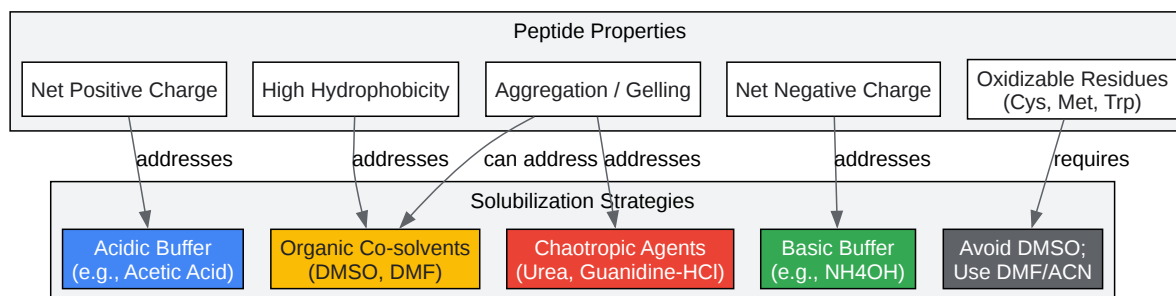 Peptide Properties
Net Positive Charge
High Hydrophobicity
Aggregation / Gelling
Net Negative Charge
Oxidizable Residues
(Cys, Met, Trp)
addresses
addresses
can address
addresses
addresses
requires
Solubilization Strategies
Acidic Buffer
(e.g., Acetic Acid)
Organic Co-solvents
(DMSO, DMF)
Chaotropic Agents
(Urea, Guanidine-HCl)
Basic Buffer
(e.g., NH4OH)
Avoid DMSO;
Use DMF/ACN